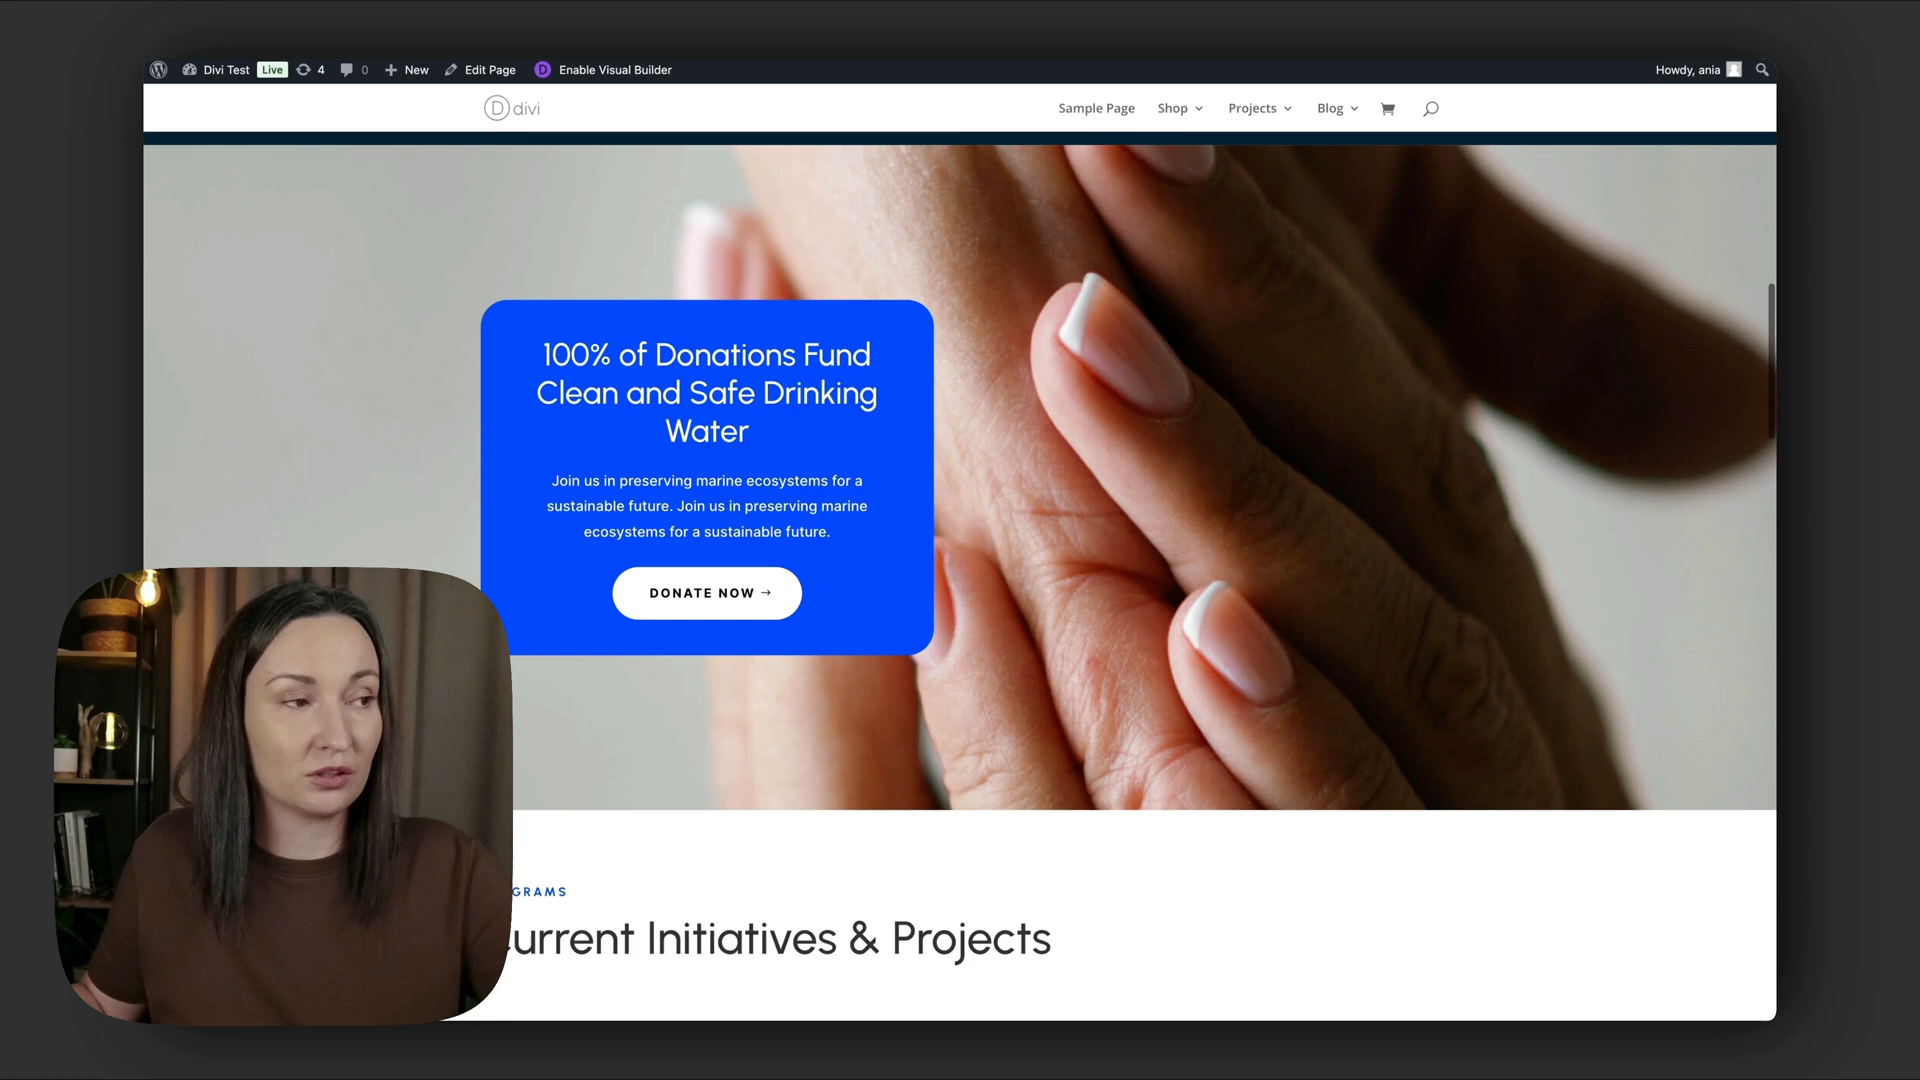 Divi Test Live 4 0 New Edit Page D Enable Visual Builder Howdy, ania
D divi Sample Page Shop Projects Blog
100% of Donations Fund
Clean and Safe Drinking
Water
Join us in preserving marine ecosystems for a
sustainable future. Join us in preserving marine
ecosystems for a sustainable future.
DONATE NOW →
GRAMS
urrent Initiatives & Projects